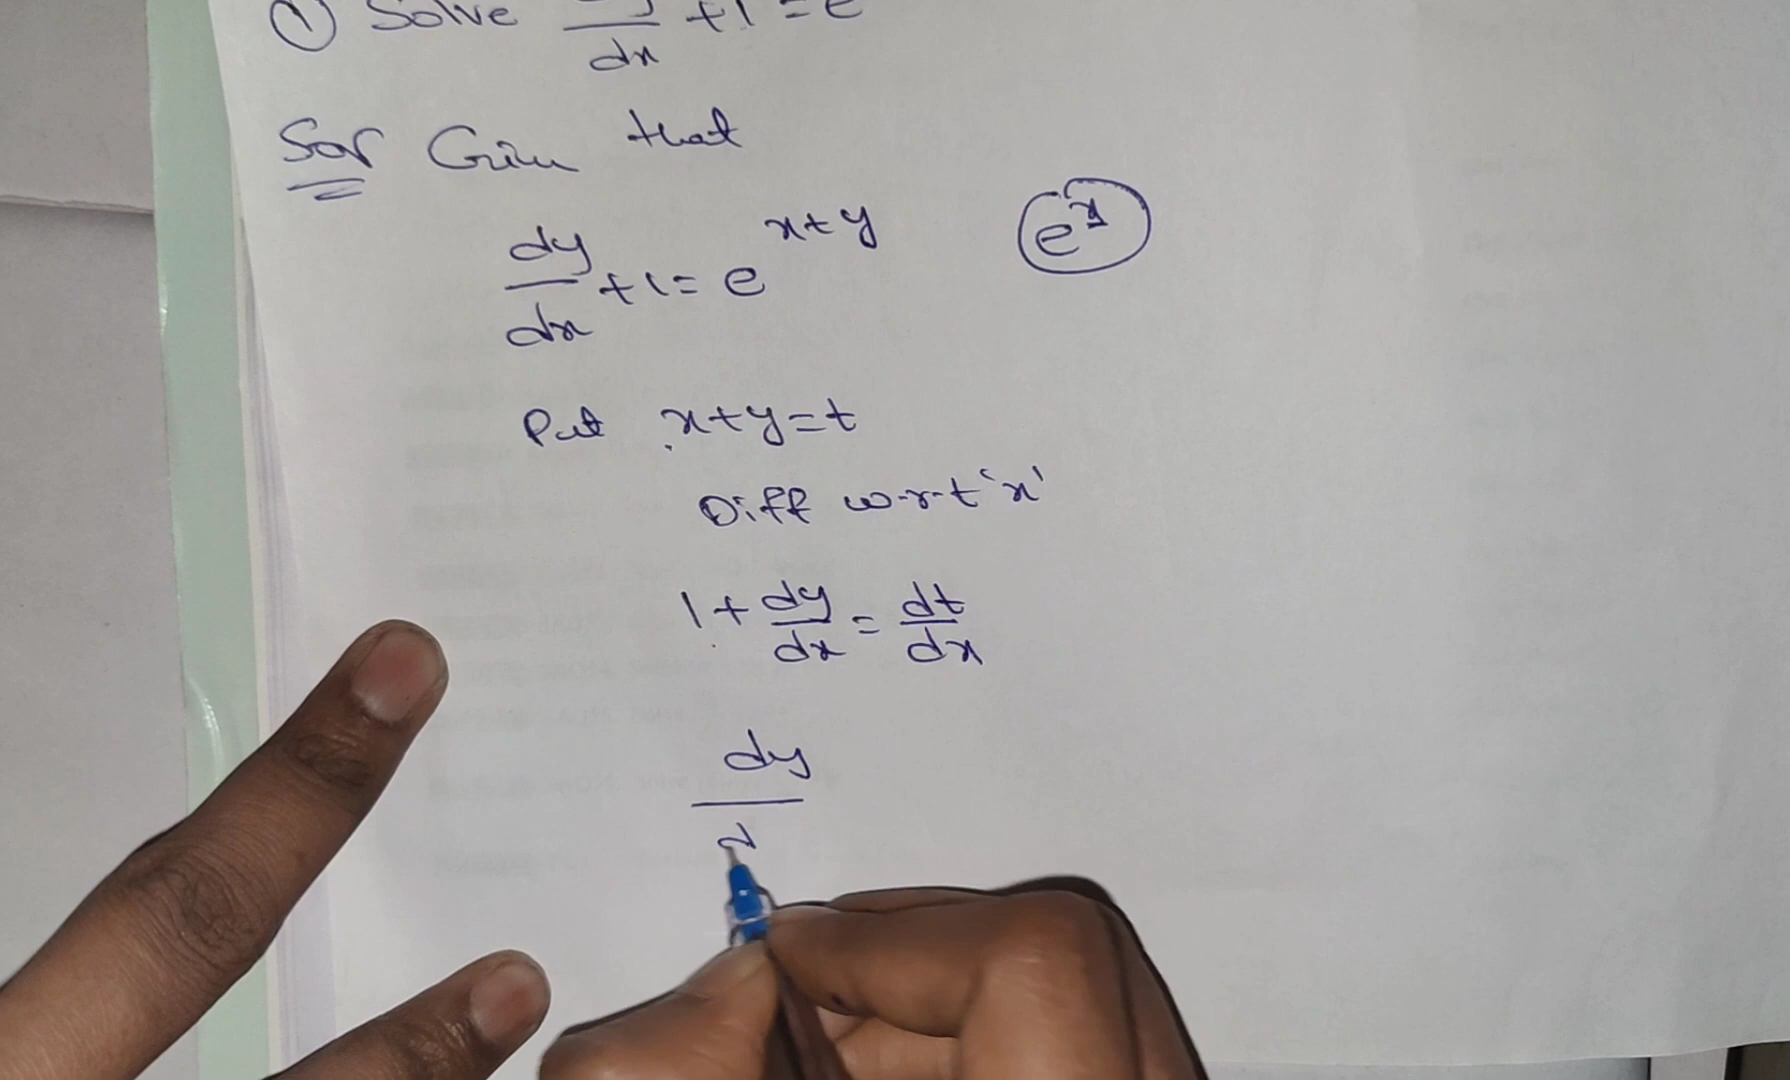 ① Solve dy/dx + 1 = e
Sol Given that
dy/dx + 1 = e^(x+y)
e^x
Put x+y=t
Diff w.r.t 'x'
1 + dy/dx = dt/dx
dy/d